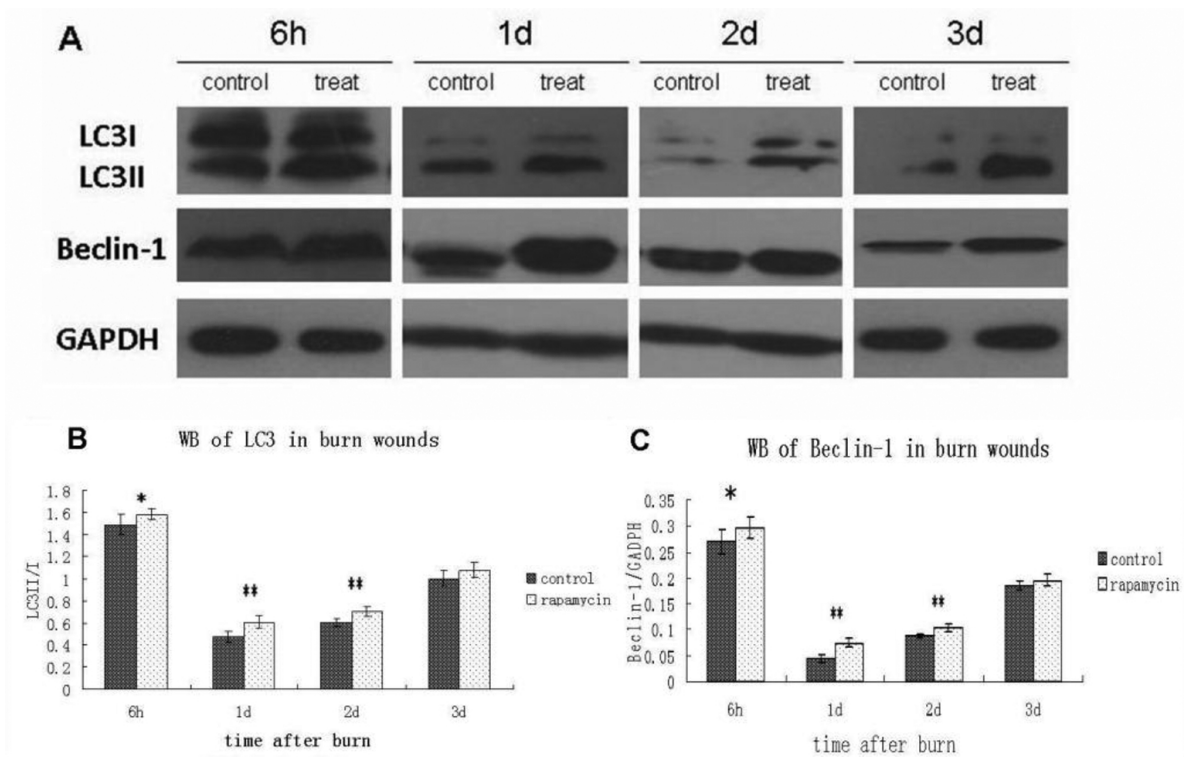 A
6h 1d 2d 3d
control treat control treat control treat control treat
LC3I
LC3II
Beclin-1
GAPDH
B
WB of LC3 in burn wounds
LC3II/I
1.8
1.6
1.4
1.2
1
0.8
0.6
0.4
0.2
0
*
‡‡
‡‡
control
rapamycin
6h 1d 2d 3d
time after burn
C
WB of Beclin-1 in burn wounds
Beclin-1/GADPH
0.35
0.3
0.25
0.2
0.15
0.1
0.05
0
*
‡‡
‡‡
control
rapamycin
6h 1d 2d 3d
time after burn